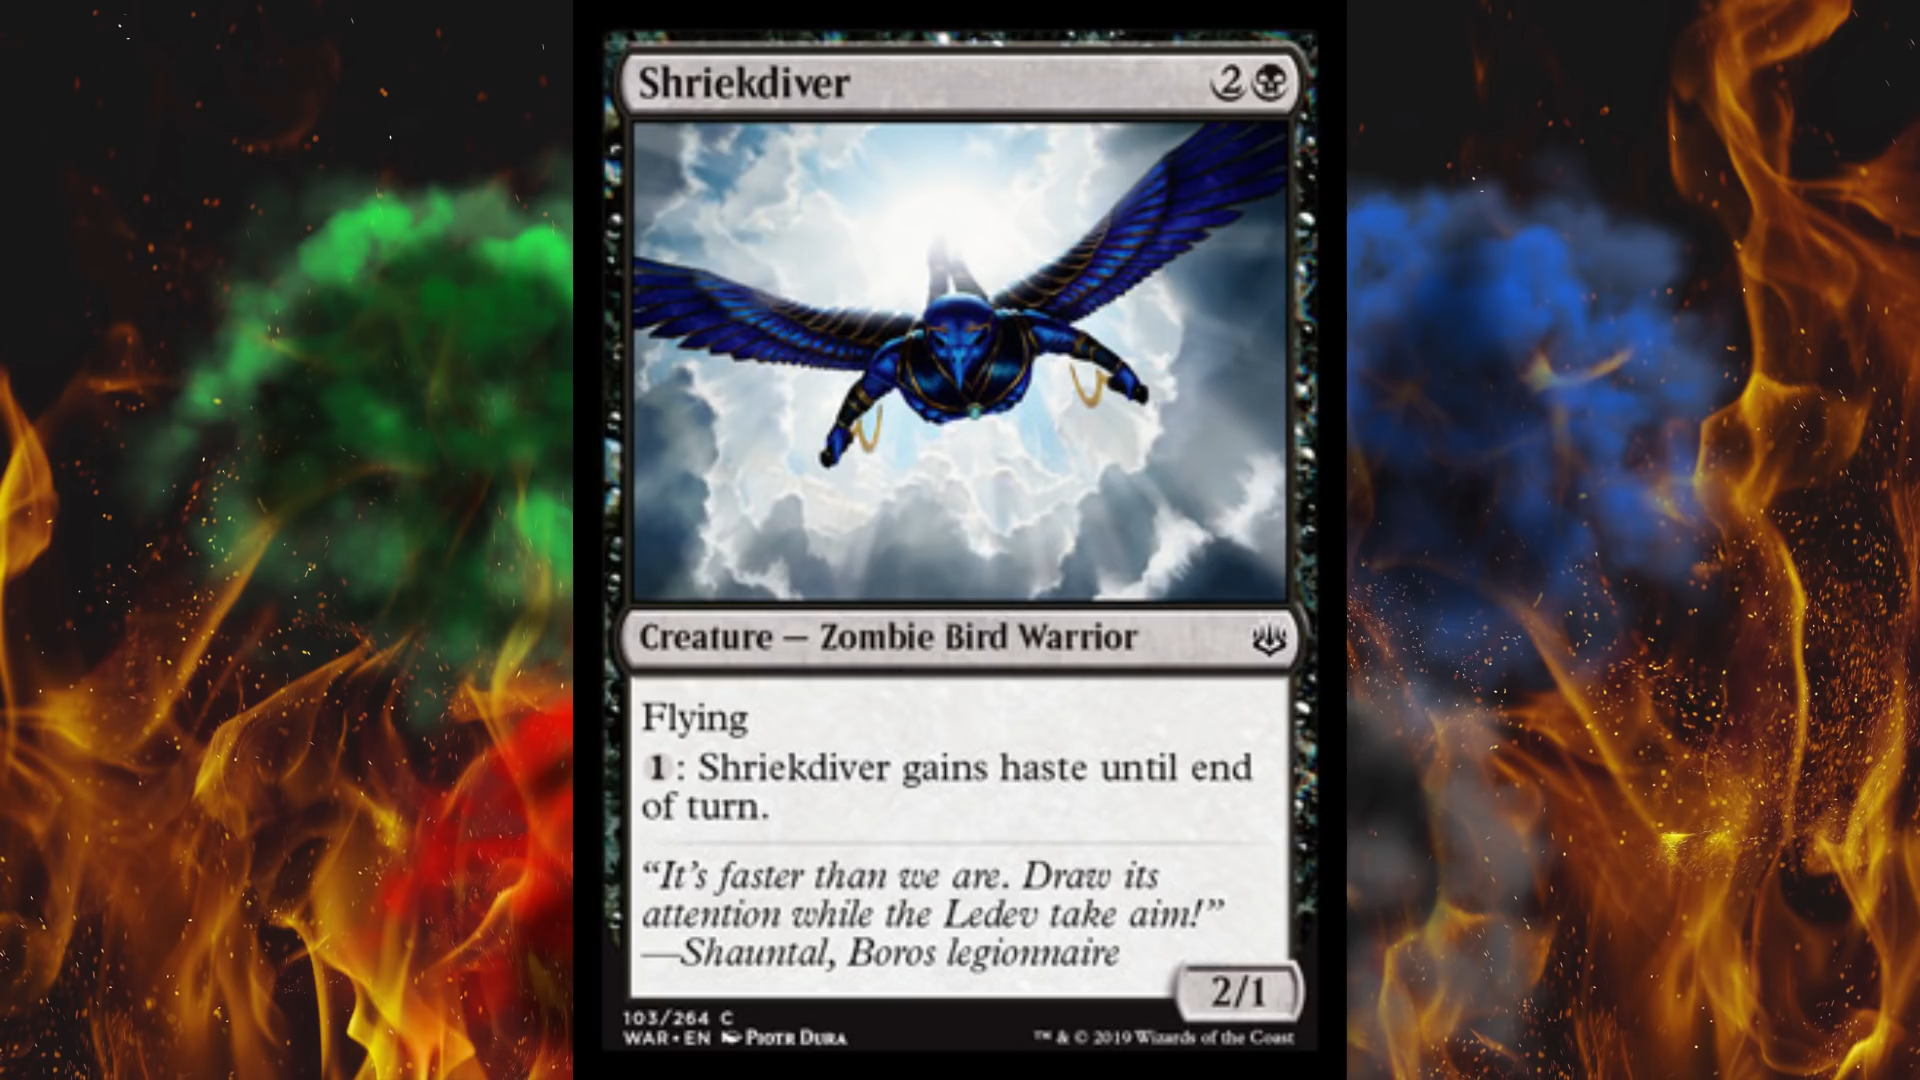 Shriekdiver 2
Creature — Zombie Bird Warrior
Flying
1: Shriekdiver gains haste until end
of turn.
“It’s faster than we are. Draw its
attention while the Ledev take aim!”
—Shauntal, Boros legionnaire
2/1
103/264 C
WAR • EN Piotr Dura
™ & © 2019 Wizards of the Coast